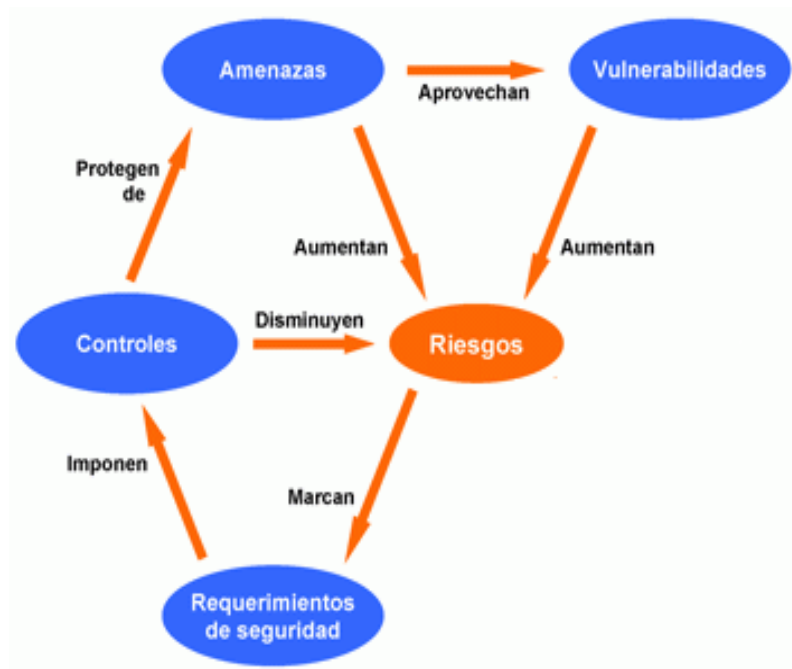 Amenazas
Vulnerabilidades
Aprovechan
Protegen
de
Aumentan
Aumentan
Disminuyen
Controles
Riesgos
Imponen
Marcan
Requerimientos
de seguridad